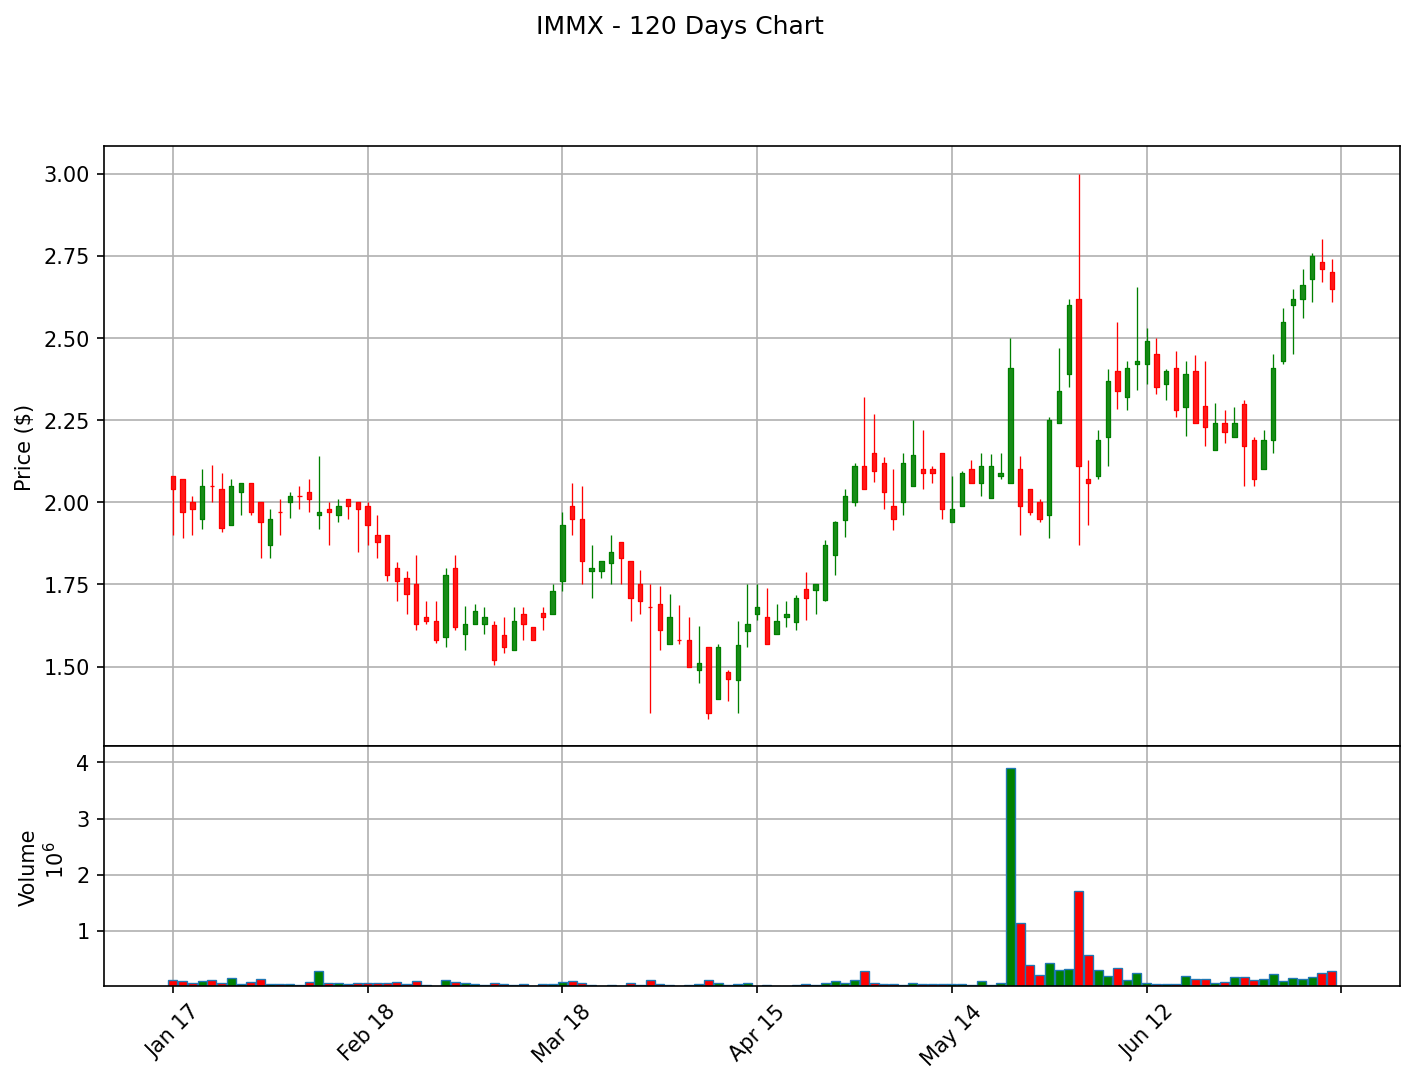 IMMX - 120 Days Chart
3.00
2.75
2.50
2.25
2.00
1.75
1.50
Price ($)
4
3
2
1
Volume
10⁶
Jan 17
Feb 18
Mar 18
Apr 15
May 14
Jun 12